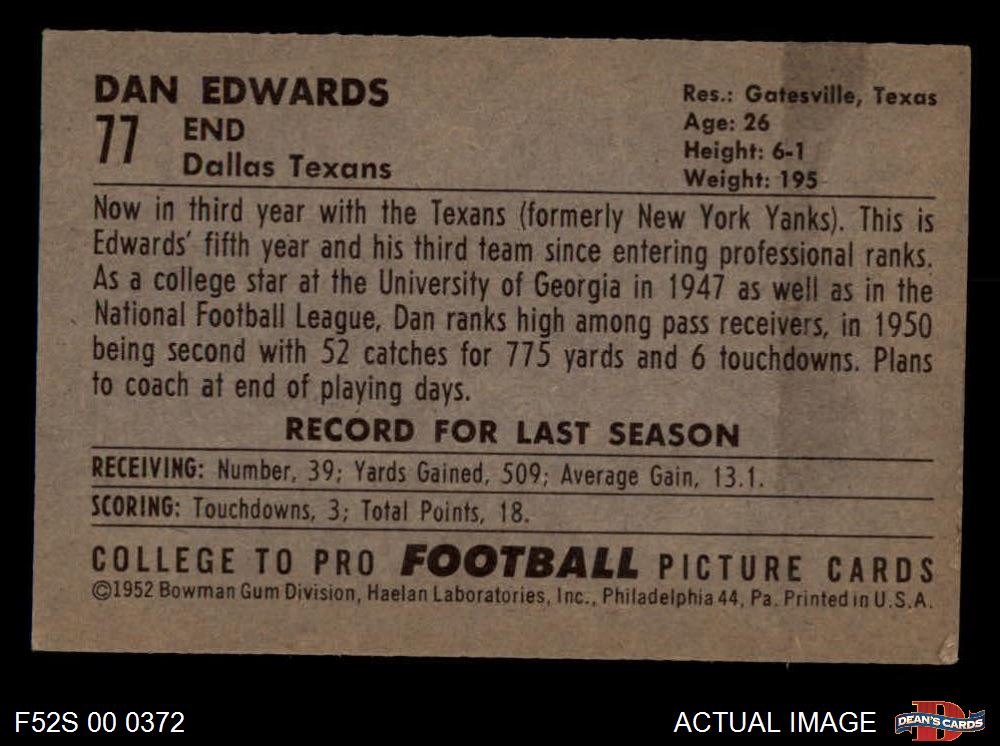 DAN EDWARDS
77 END
Dallas Texans
Res.: Gatesville, Texas
Age: 26
Height: 6-1
Weight: 195
Now in third year with the Texans (formerly New York Yanks). This is
Edwards' fifth year and his third team since entering professional ranks.
As a college star at the University of Georgia in 1947 as well as in the
National Football League, Dan ranks high among pass receivers, in 1950
being second with 52 catches for 775 yards and 6 touchdowns. Plans
to coach at end of playing days.
RECORD FOR LAST SEASON
RECEIVING: Number, 39; Yards Gained, 509; Average Gain, 13.1.
SCORING: Touchdowns, 3; Total Points, 18.
COLLEGE TO PRO FOOTBALL PICTURE CARDS
©1952 Bowman Gum Division, Haelan Laboratories, Inc., Philadelphia 44, Pa. Printed in U.S.A.
F52S 00 0372
ACTUAL IMAGE
D
DEAN'S CARDS